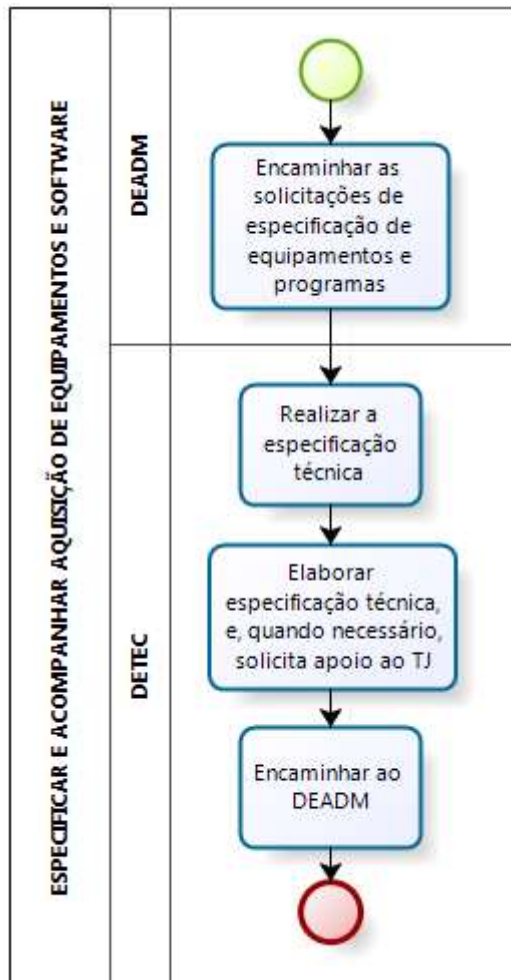 ESPECIFICAR E ACOMPANHAR AQUISIÇÃO DE EQUIPAMENTOS E SOFTWARE
DEADM
Encaminhar as
solicitações de
especificação de
equipamentos e
programas
DETEC
Realizar a
especificação
técnica
Elaborar
especificação técnica,
e, quando necessário,
solicita apoio ao TJ
Encaminhar ao
DEADM